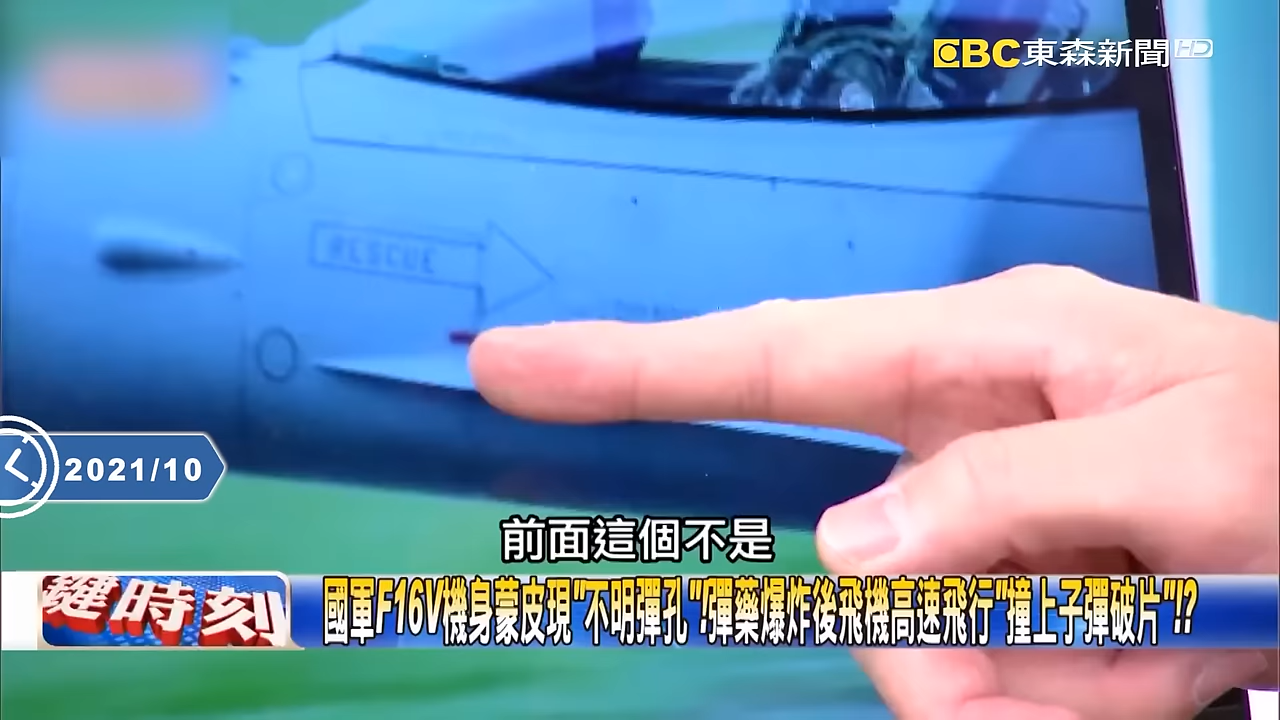 EBC東森新聞HD
RESCUE
2021/10
前面這個不是
鍵時刻
國軍F16V機身蒙皮現"不明彈孔"!彈藥爆炸後飛機高速飛行"撞上子彈破片"!?